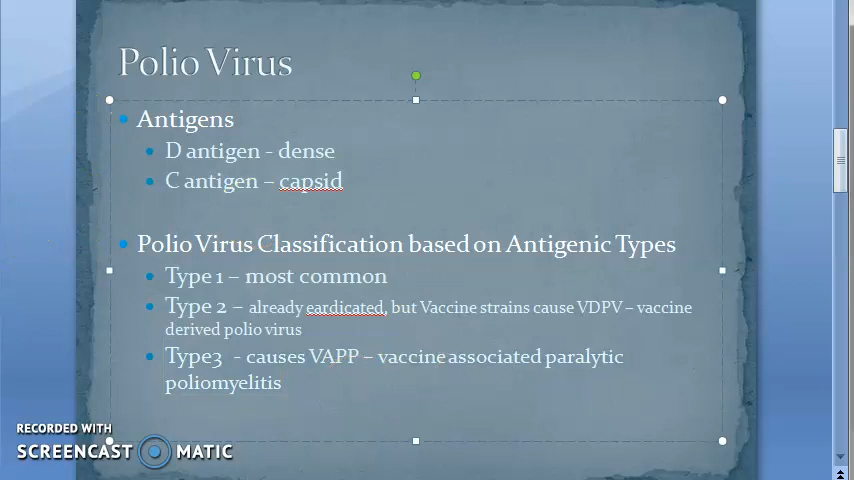 Polio Virus
Antigens
D antigen - dense
C antigen – capsid
Polio Virus Classification based on Antigenic Types
Type 1 – most common
Type 2 – already eardicated, but Vaccine strains cause VDPV – vaccine
derived polio virus
Type3 - causes VAPP – vaccine associated paralytic
poliomyelitis
RECORDED WITH
SCREENCAST MATIC